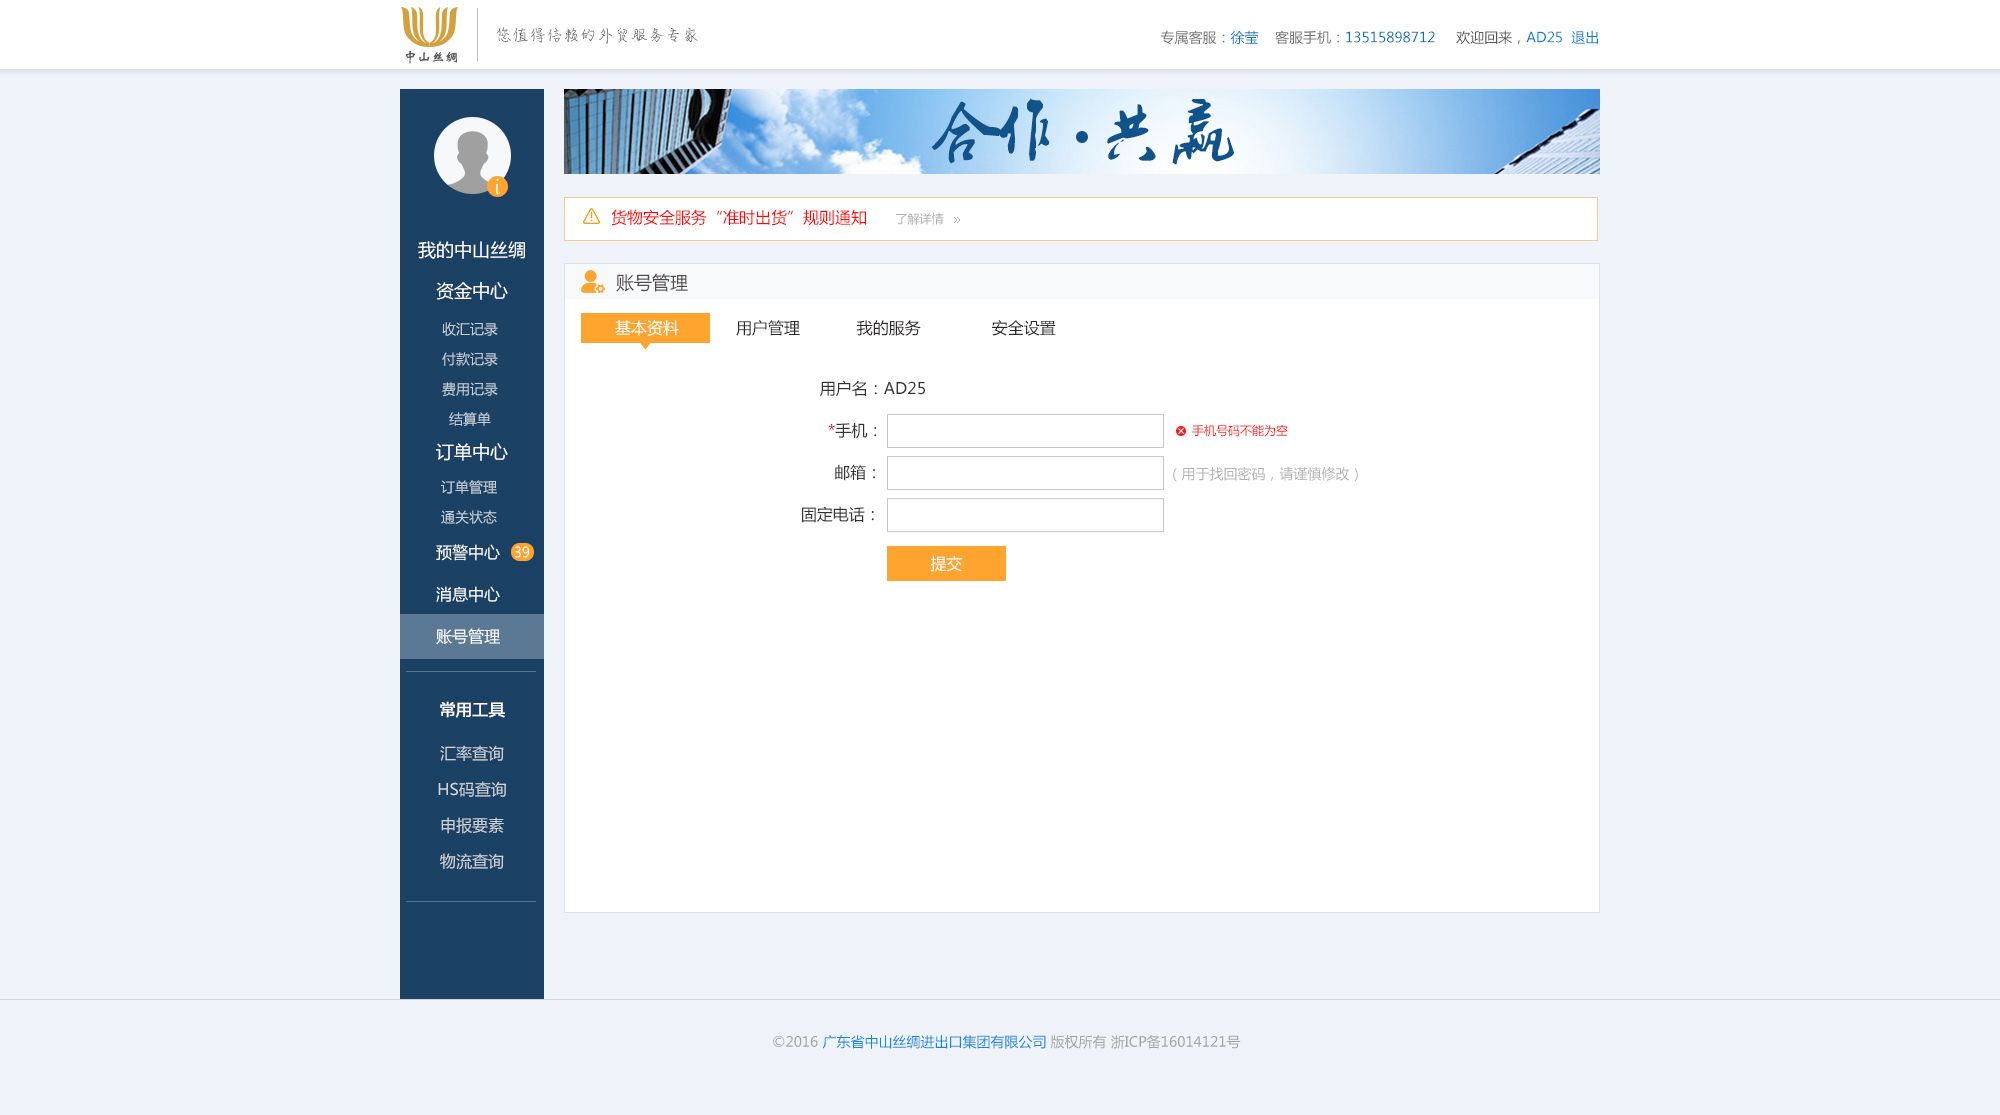 中山丝绸
您值得信赖的外贸服务专家
专属客服：徐莹 客服手机：13515898712 欢迎回来，AD25 退出
合作·共赢
i
我的中山丝绸
资金中心
收汇记录
付款记录
费用记录
结算单
订单中心
订单管理
通关状态
预警中心 39
消息中心
账号管理
常用工具
汇率查询
HS码查询
申报要素
物流查询
货物安全服务“准时出货”规则通知 了解详情 »
账号管理
基本资料 用户管理 我的服务 安全设置
用户名：AD25
*手机： 手机号码不能为空
邮箱： （用于找回密码，请谨慎修改）
固定电话：
提交
©2016 广东省中山丝绸进出口集团有限公司 版权所有 浙ICP备16014121号